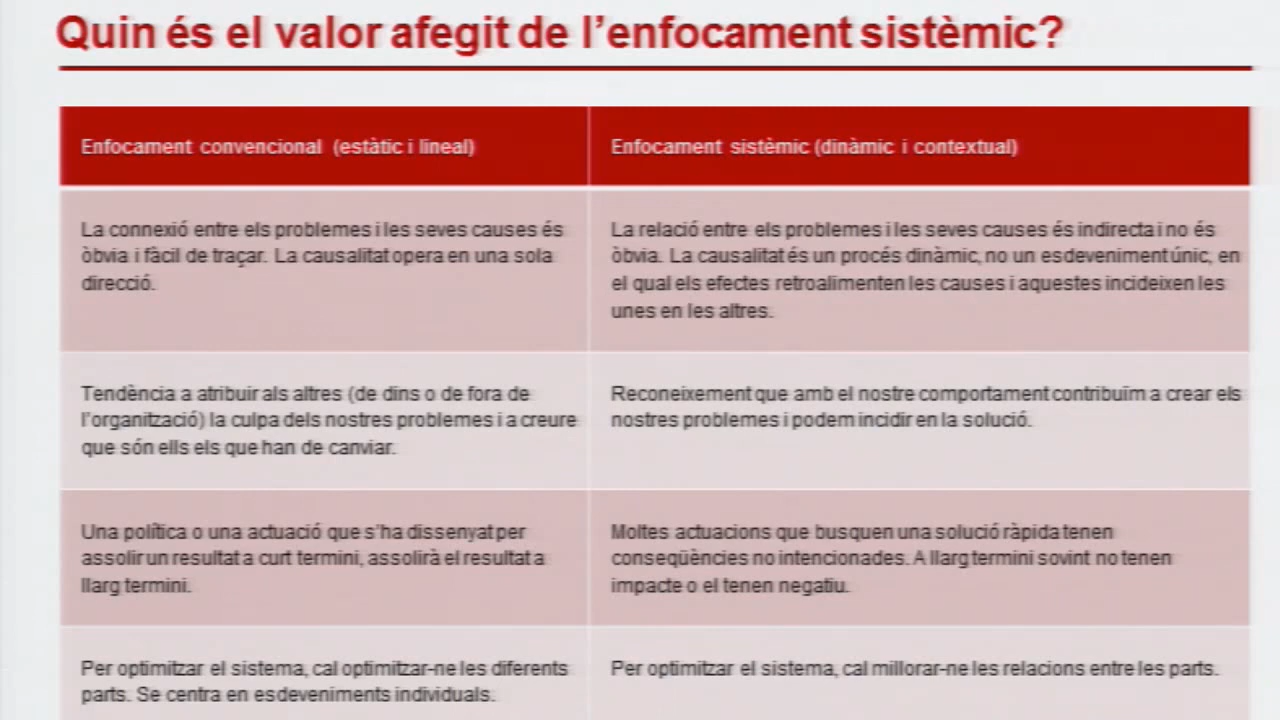 Quin és el valor afegit de l'enfocament sistèmic?
Enfocament convencional (estàtic i lineal)
Enfocament sistèmic (dinàmic i contextual)
La connexió entre els problemes i les seves causes és
òbvia i fàcil de traçar. La causalitat opera en una sola
direcció.
La relació entre els problemes i les seves causes és indirecta i no és
òbvia. La causalitat és un procés dinàmic, no un esdeveniment únic, en
el qual els efectes retroalimenten les causes i aquestes incideixen les
unes en les altres.
Tendència a atribuir als altres (de dins o de fora de
l'organització) la culpa dels nostres problemes i a creure
que són ells els que han de canviar.
Reconeixement que amb el nostre comportament contribuïm a crear els
nostres problemes i podem incidir en la solució.
Una política o una actuació que s'ha dissenyat per
assolir un resultat a curt termini, assolirà el resultat a
llarg termini.
Moltes actuacions que busquen una solució ràpida tenen
conseqüències no intencionades. A llarg termini sovint no tenen
impacte o el tenen negatiu.
Per optimitzar el sistema, cal optimitzar-ne les diferents
parts. Se centra en esdeveniments individuals.
Per optimitzar el sistema, cal millorar-ne les relacions entre les parts.